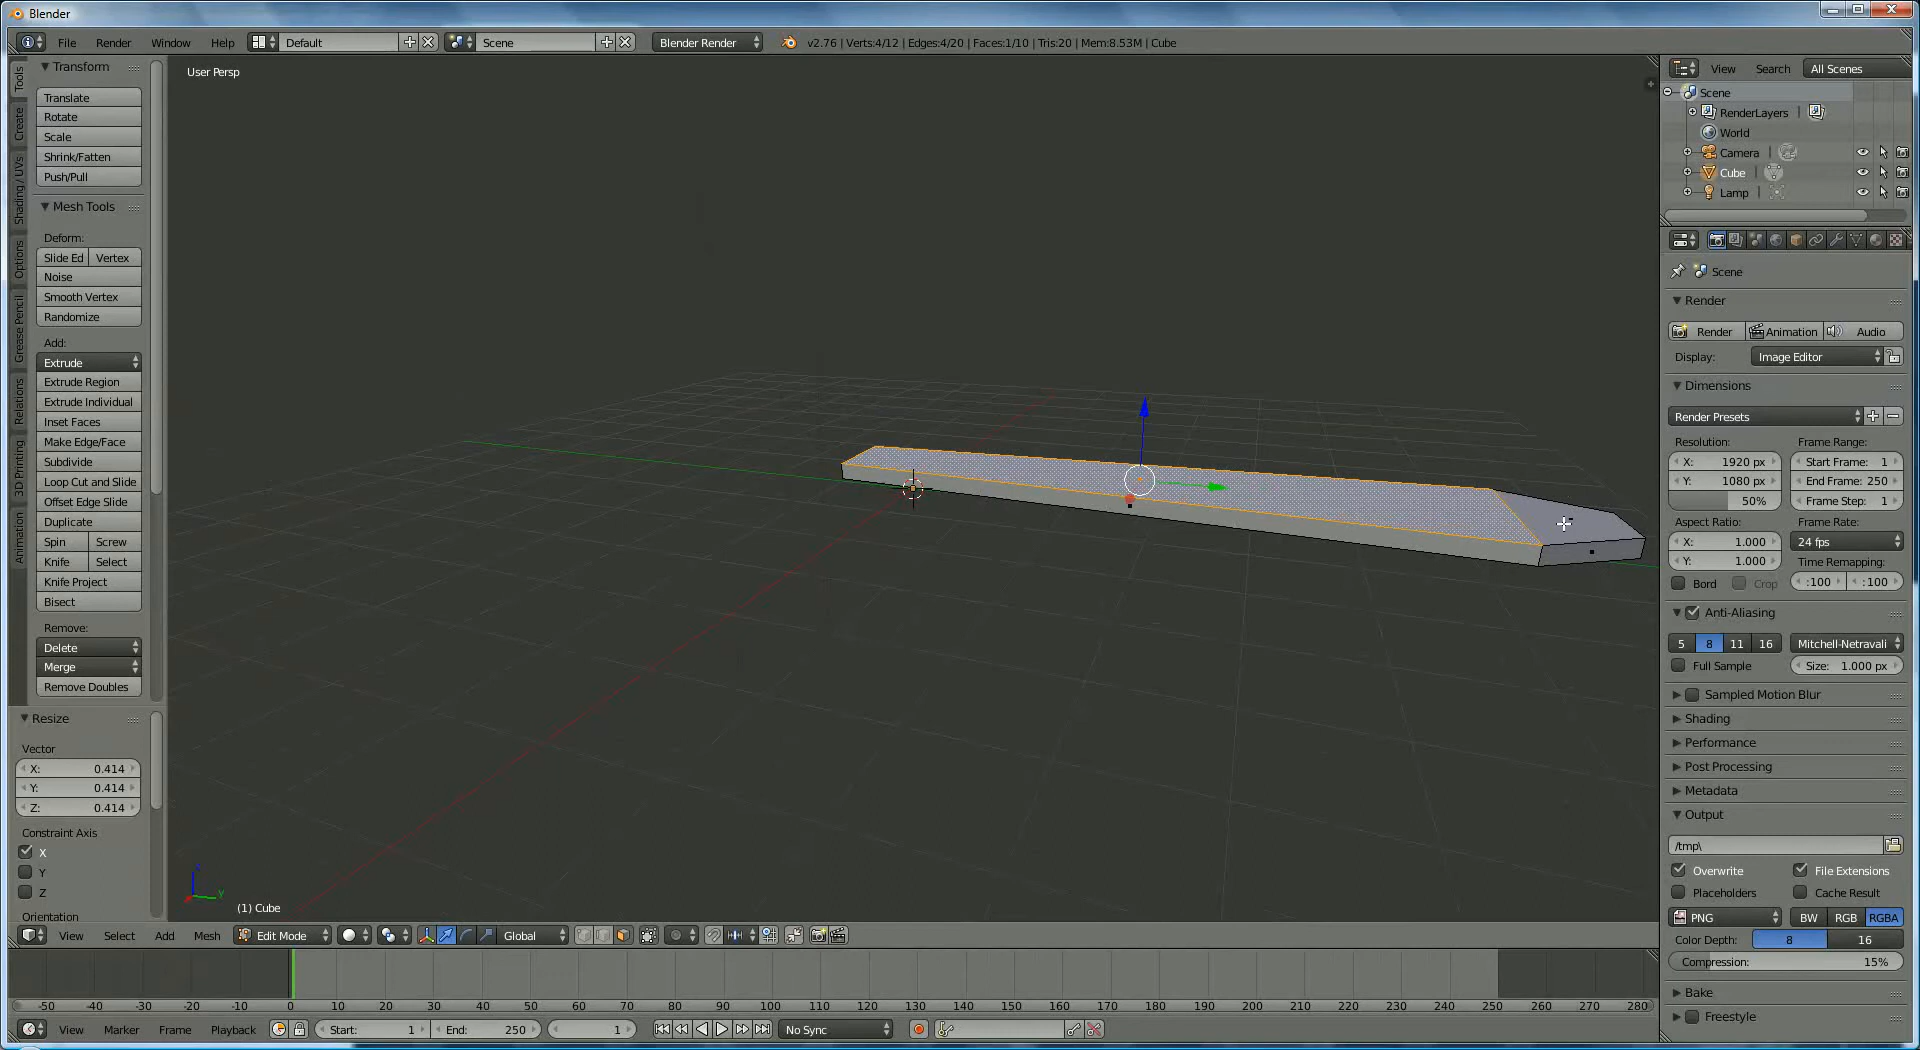 Blender
File Render Window Help Default Scene Blender Render v2.76 | Verts:4/12 | Edges:4/20 | Faces:1/10 | Tris:20 | Mem:8.53M | Cube
Tools
Create
Shading / UVs
Options
Grease Pencil
Relations
3D Printing
Animation
Transform
Translate
Rotate
Scale
Shrink/Fatten
Push/Pull
Mesh Tools
Deform:
Slide Ed Vertex
Noise
Smooth Vertex
Randomize
Add:
Extrude
Extrude Region
Extrude Individual
Inset Faces
Make Edge/Face
Subdivide
Loop Cut and Slide
Offset Edge Slide
Duplicate
Spin Screw
Knife Select
Knife Project
Bisect
Remove:
Delete
Merge
Remove Doubles
Resize
Vector
X: 0.414
Y: 0.414
Z: 0.414
Constraint Axis
X
Y
Z
Orientation
User Persp
Y
(1) Cube
View Select Add Mesh Edit Mode Global
-50 -40 -30 -20 -10 0 10 20 30 40 50 60 70 80 90 100 110 120 130 140 150 160 170 180 190 200 210 220 230 240 250 260 270 280
View Marker Frame Playback Start: 1 End: 250 1 No Sync
View Search All Scenes
Scene
RenderLayers
World
Camera
Cube
Lamp
Scene
Render
Render Animation Audio
Display: Image Editor
Dimensions
Render Presets
Resolution: Frame Range:
X: 1920 px Start Frame: 1
Y: 1080 px End Frame: 250
50% Frame Step: 1
Aspect Ratio: Frame Rate:
X: 1.000 24 fps
Y: 1.000 Time Remapping:
Bord Crop :100 :100
Anti-Aliasing
5 8 11 16 Mitchell-Netravali
Full Sample Size: 1.000 px
Sampled Motion Blur
Shading
Performance
Post Processing
Metadata
Output
/tmp\
Overwrite File Extensions
Placeholders Cache Result
PNG BW RGB RGBA
Color Depth: 8 16
Compression: 15%
Bake
Freestyle